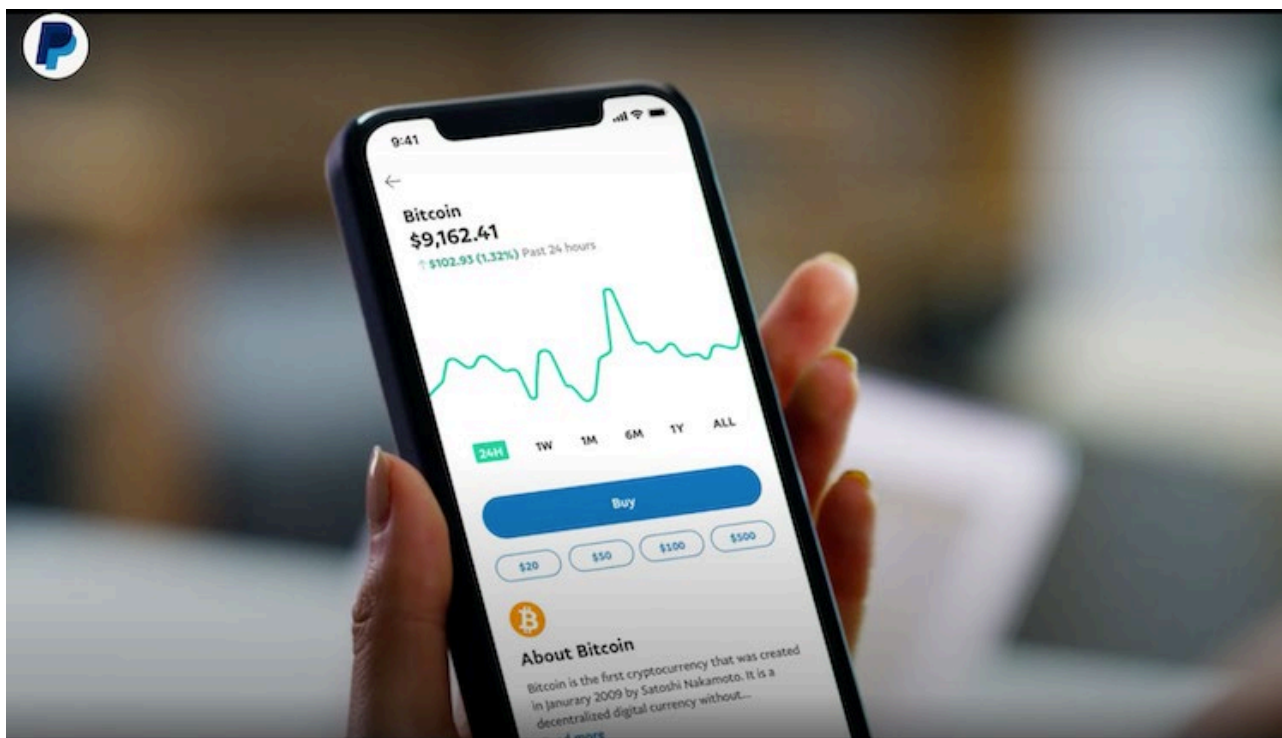 9:41
Bitcoin
$9,162.41
↑ $102.93 (1.32%) Past 24 hours
24H 1W 1M 6M 1Y ALL
Buy
$20 $50 $100 $500
About Bitcoin
Bitcoin is the first cryptocurrency that was created
in Janurary 2009 by Satoshi Nakamoto. It is a
decentralized digital currency without...